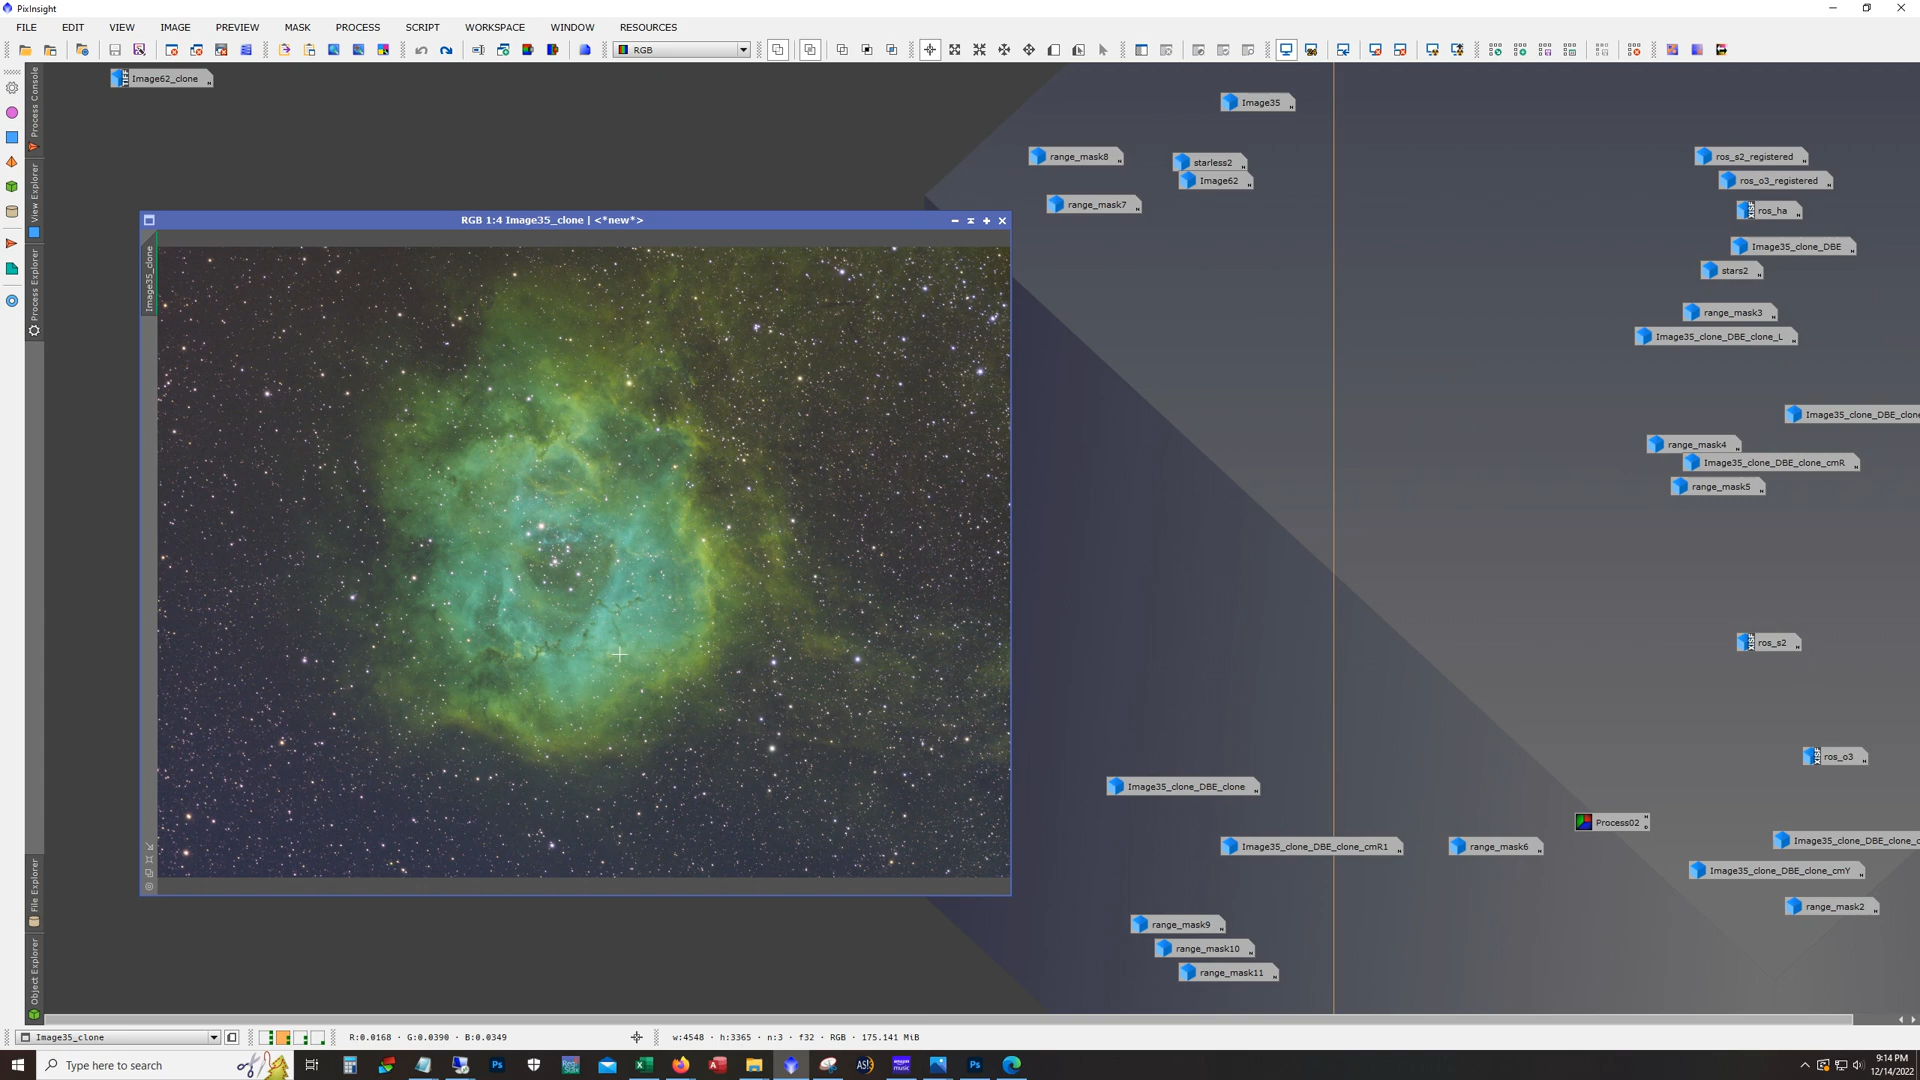 PixInsight
FILE EDIT VIEW IMAGE PREVIEW MASK PROCESS SCRIPT WORKSPACE WINDOW RESOURCES
RGB
Process Console
View Explorer
Process Explorer
File Explorer
Object Explorer
Image62_clone
Image35
range_mask8
starless2
Image62
range_mask7
ros_s2_registered
ros_o3_registered
ros_ha
Image35_clone_DBE
stars2
range_mask3
Image35_clone_DBE_clone_L
Image35_clone_DBE_clone
range_mask4
Image35_clone_DBE_clone_cmR
range_mask5
RGB 1:4 Image35_clone | <*new*>
Image35_clone
ros_s2
ros_o3
Image35_clone_DBE_clone
Process02
Image35_clone_DBE_clone_cmR1
range_mask6
Image35_clone_DBE_clone_c
Image35_clone_DBE_clone_cmY
range_mask2
range_mask9
range_mask10
range_mask11
Image35_clone
R:0.0168 · G:0.0390 · B:0.0349
w:4548 · h:3365 · n:3 · f32 · RGB · 175.141 MiB
Type here to search
9:14 PM
12/14/2022